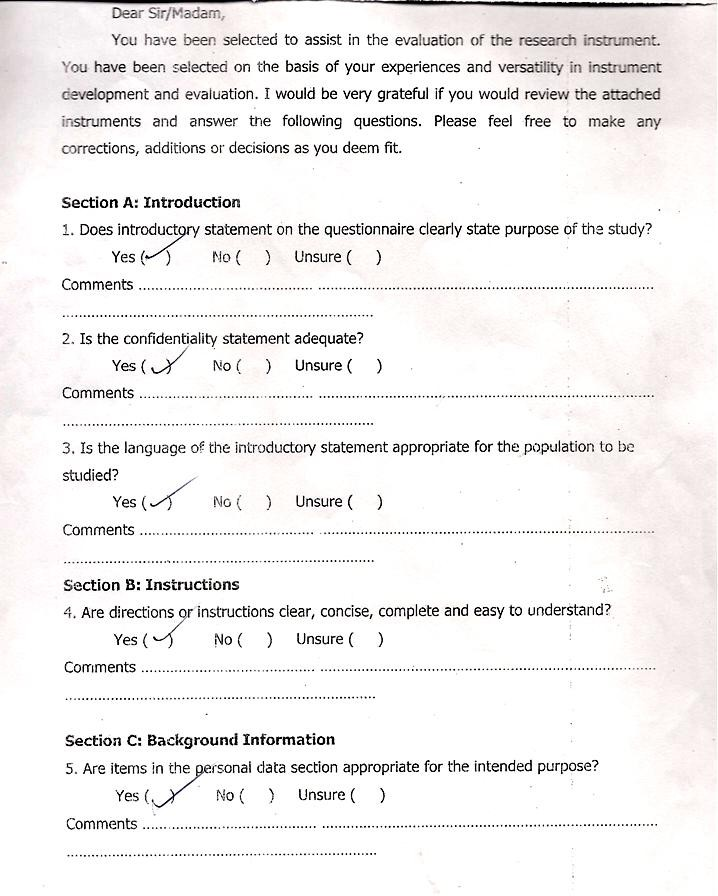 Dear Sir/Madam,
You have been selected to assist in the evaluation of the research instrument.
You have been selected on the basis of your experiences and versatility in instrument
development and evaluation. I would be very grateful if you would review the attached
instruments and answer the following questions. Please feel free to make any
corrections, additions or decisions as you deem fit.
Section A: Introduction
1. Does introductory statement on the questionnaire clearly state purpose of the study?
Yes (✓) No ( ) Unsure ( )
Comments ........................................................................................................
...............................................................
2. Is the confidentiality statement adequate?
Yes (✓) No ( ) Unsure ( )
Comments ........................................................................................................
...............................................................
3. Is the language of the introductory statement appropriate for the population to be
studied?
Yes (✓) No ( ) Unsure ( )
Comments ........................................................................................................
...............................................................
Section B: Instructions
4. Are directions or instructions clear, concise, complete and easy to understand?
Yes (✓) No ( ) Unsure ( )
Comments ........................................................................................................
...............................................................
Section C: Background Information
5. Are items in the personal data section appropriate for the intended purpose?
Yes (✓) No ( ) Unsure ( )
Comments ........................................................................................................
...............................................................